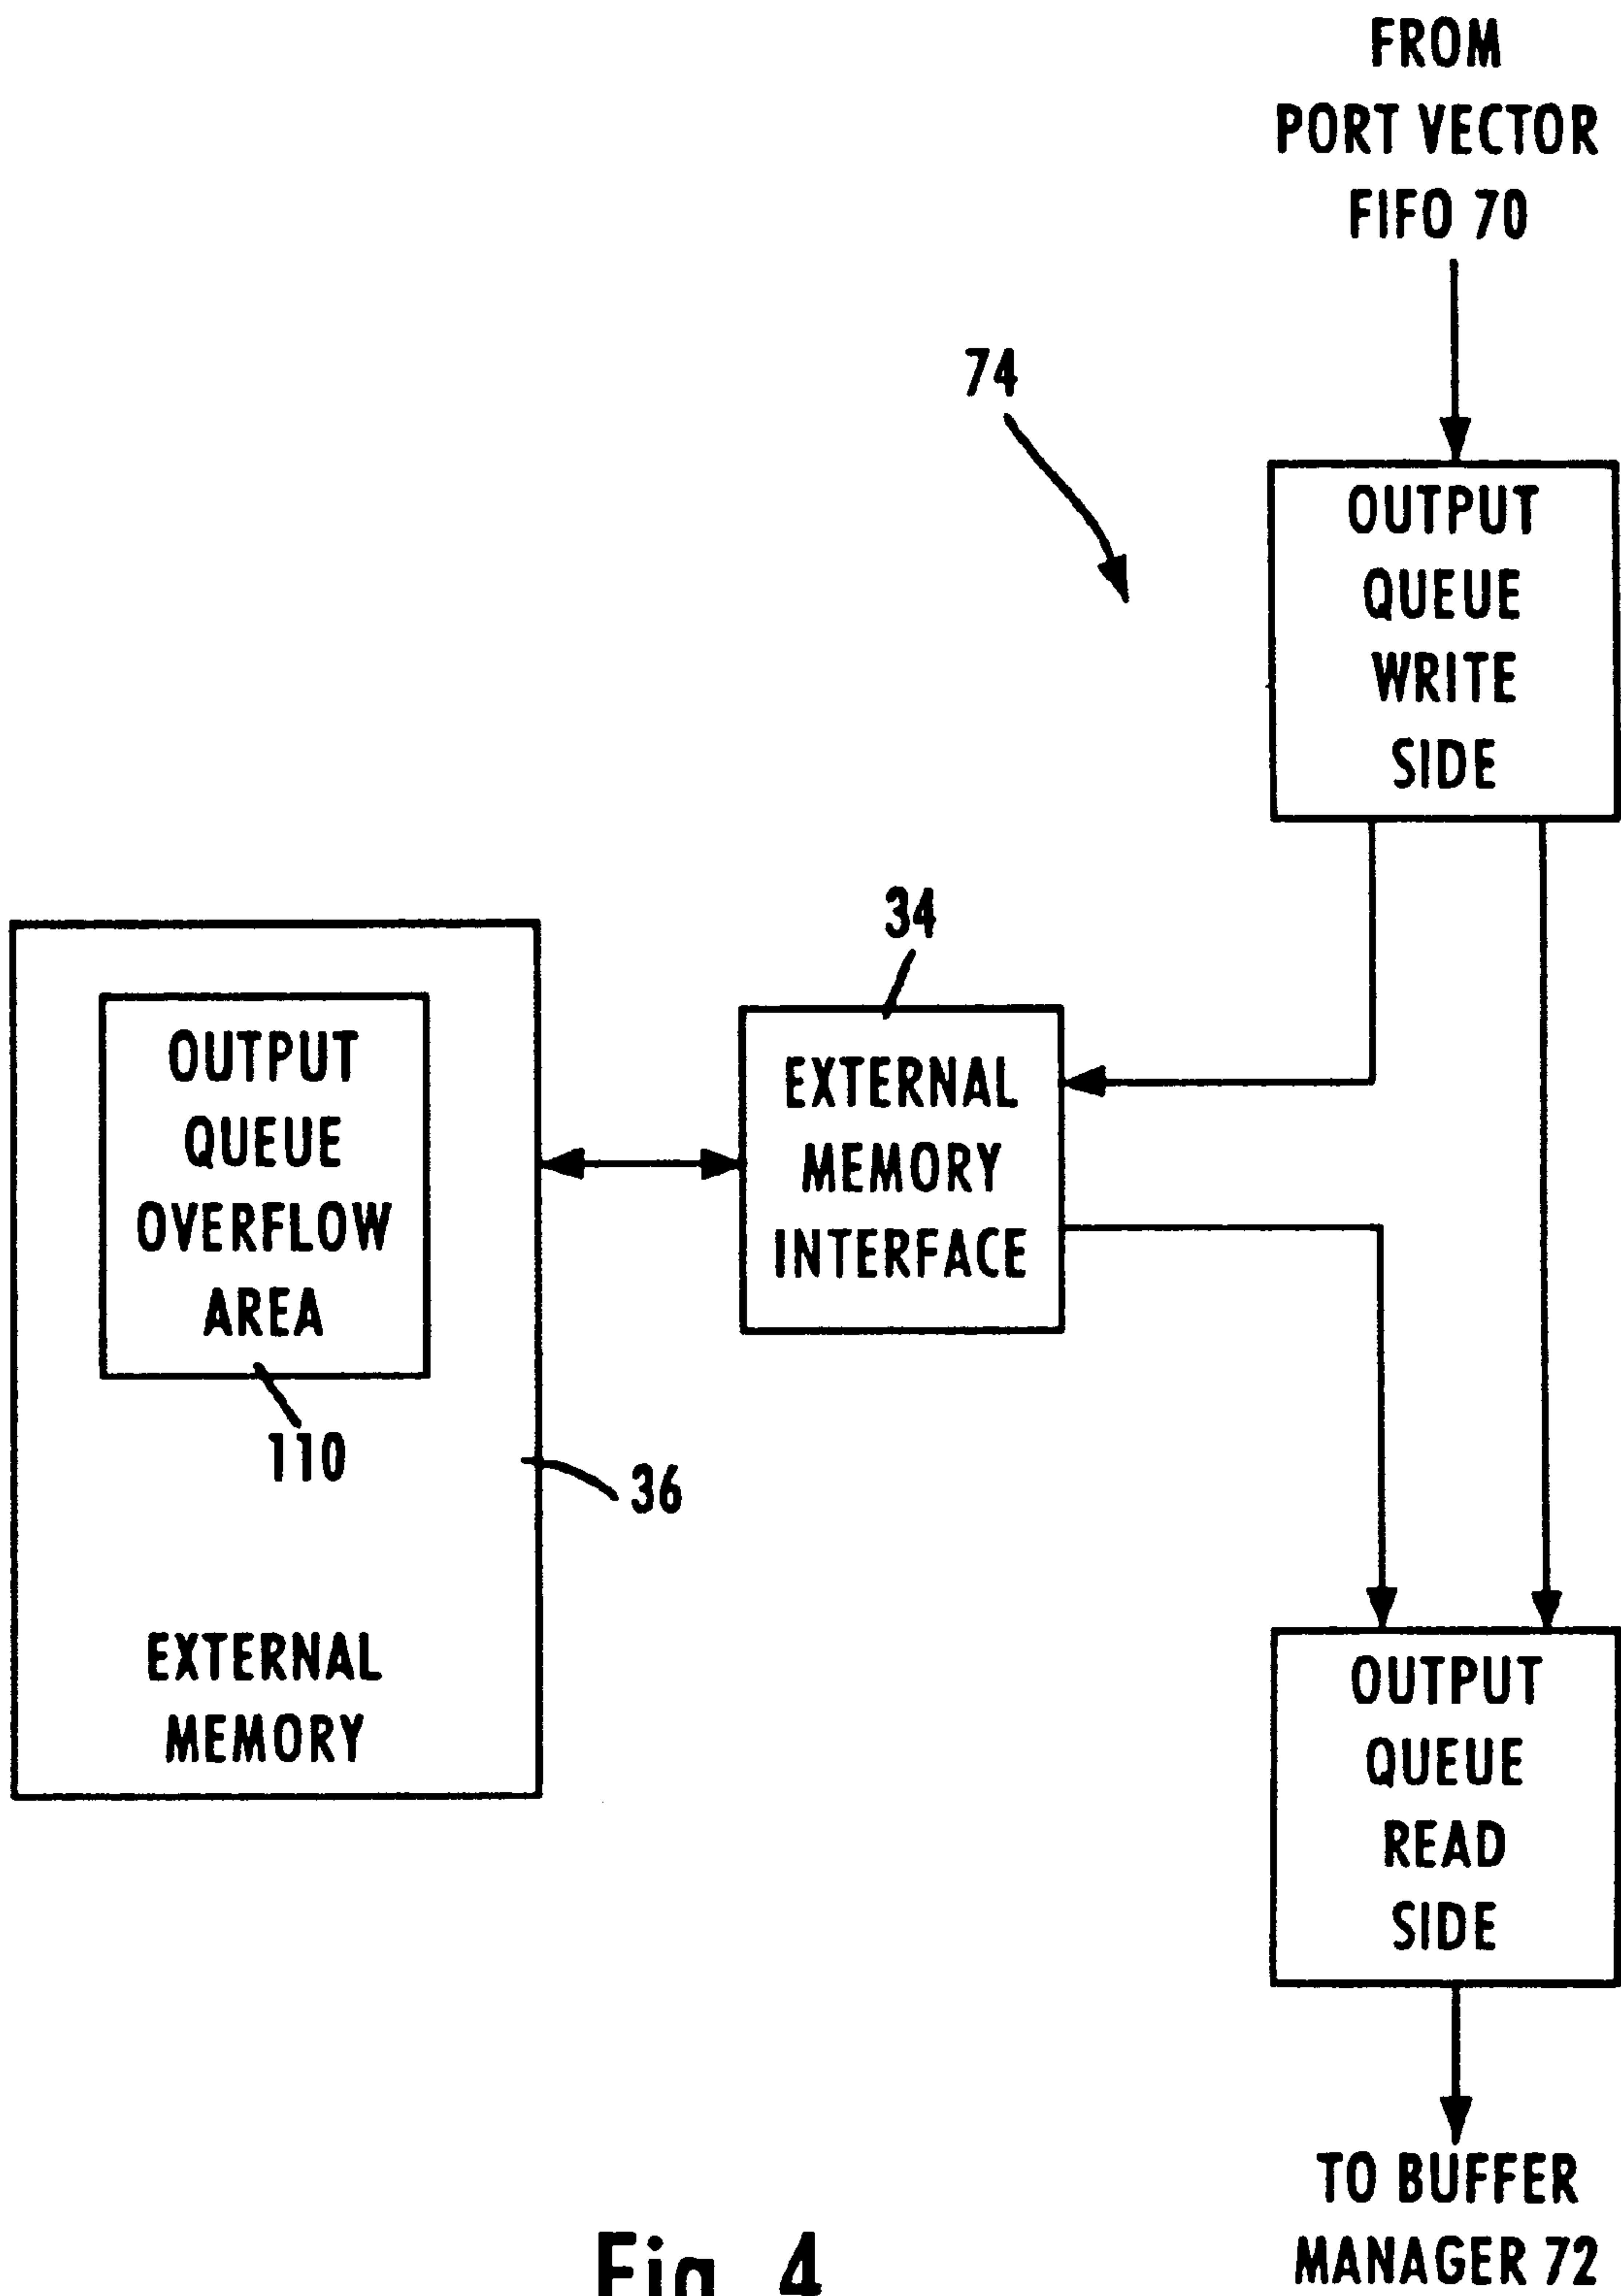 FROM
PORT VECTOR
FIFO 70
74
OUTPUT
QUEUE
WRITE
SIDE
34
EXTERNAL
MEMORY
INTERFACE
OUTPUT
QUEUE
OVERFLOW
AREA
110
36
EXTERNAL
MEMORY
OUTPUT
QUEUE
READ
SIDE
TO BUFFER
MANAGER 72
Fig. 4